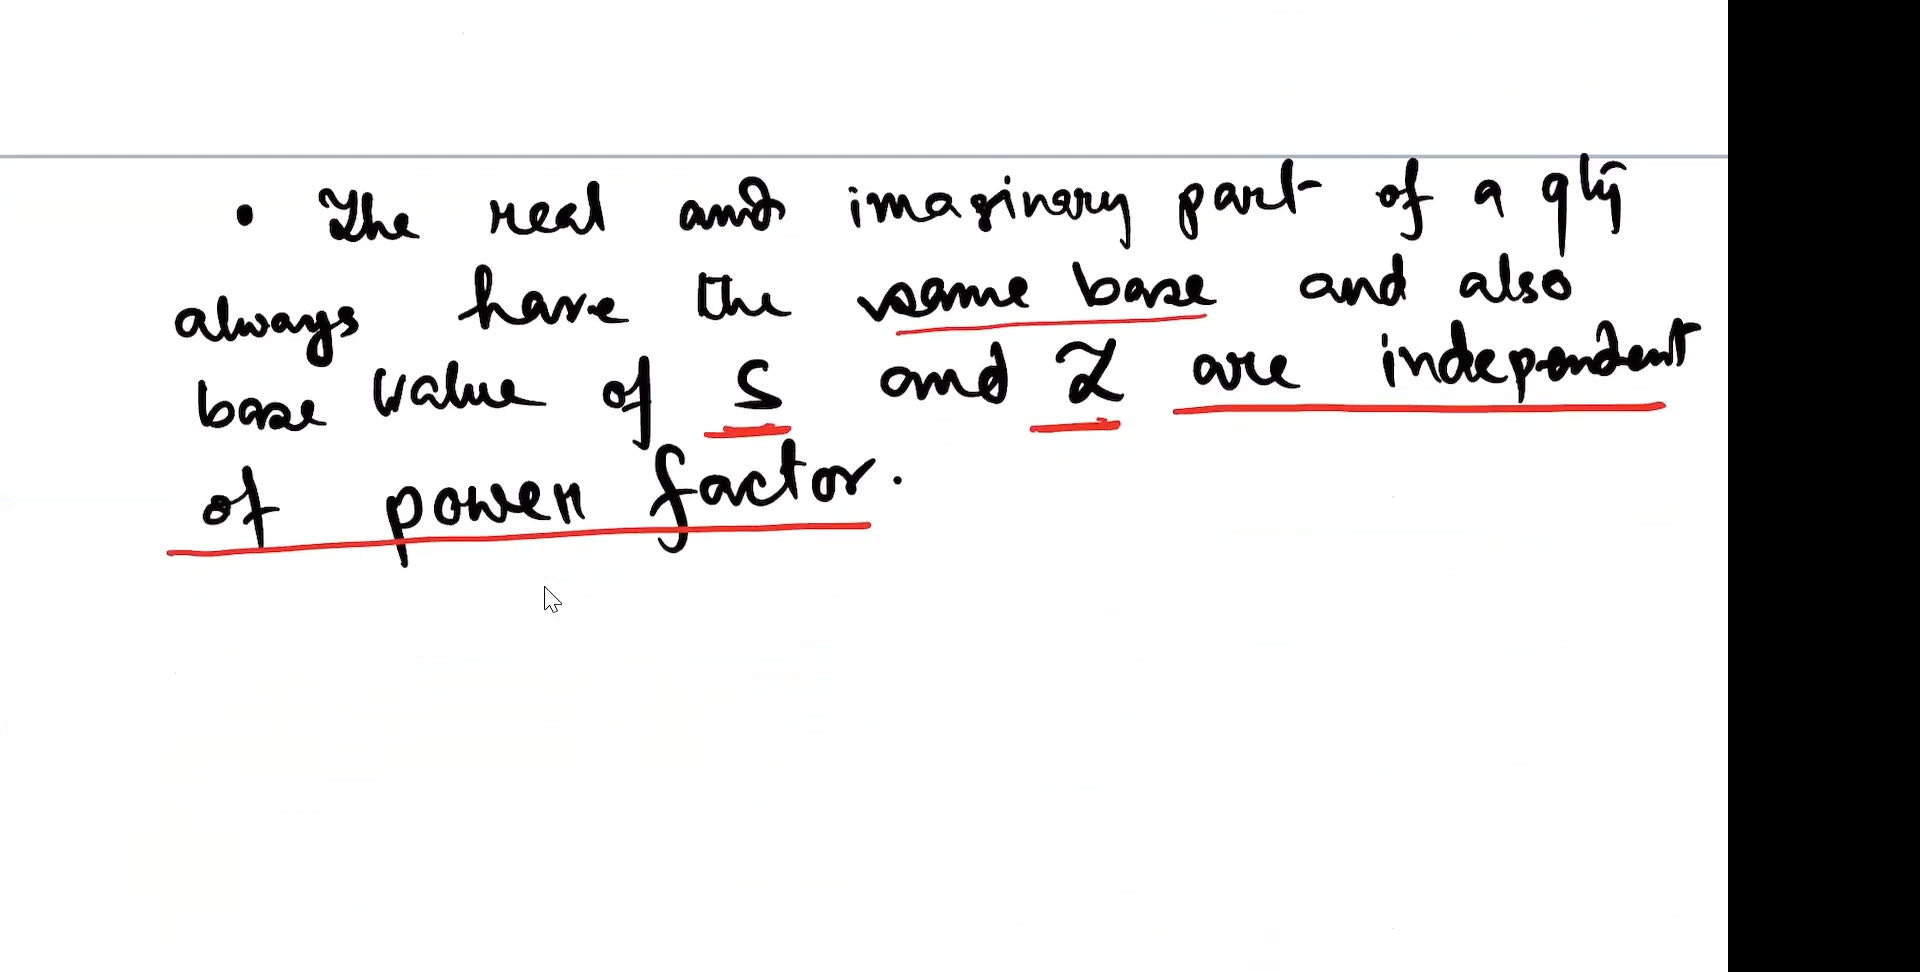 • The real and imaginary part of a qty
always have the same base and also
base value of S and Z are independent
of power factor.